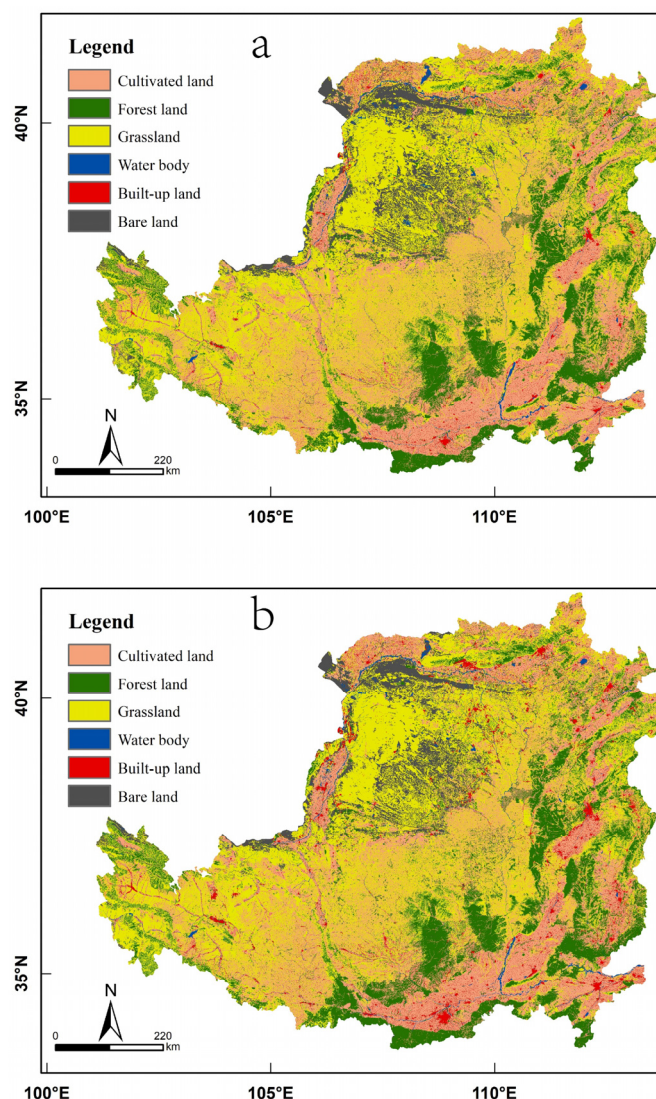 a
Legend
Cultivated land
Forest land
Grassland
Water body
Built-up land
Bare land
40°N
35°N
N
0 220
km
100°E 105°E 110°E
b
Legend
Cultivated land
Forest land
Grassland
Water body
Built-up land
Bare land
40°N
35°N
N
0 220
km
100°E 105°E 110°E